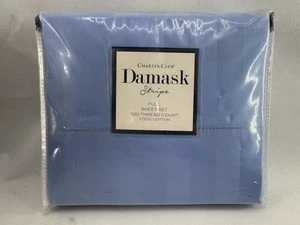 CHARTER CLUB
Damask
Stripe
FULL
SHEET SET
550 THREAD COUNT
100% COTTON